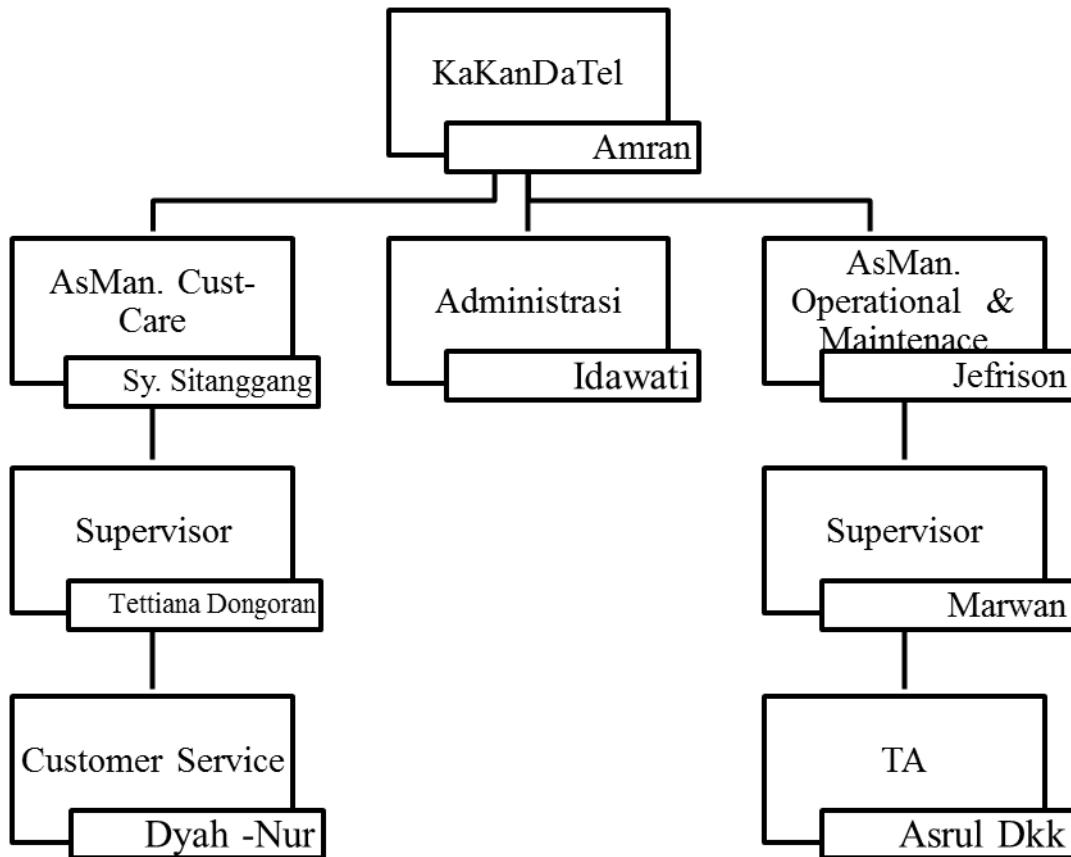 KaKanDaTel
Amran
AsMan. Cust-
Care
Sy. Sitanggang
Administrasi
Idawati
AsMan.
Operational & 
Maintenace
Jefrison
Supervisor
Tettiana Dongoran
Supervisor
Marwan
Customer Service
Dyah -Nur
TA
Asrul Dkk